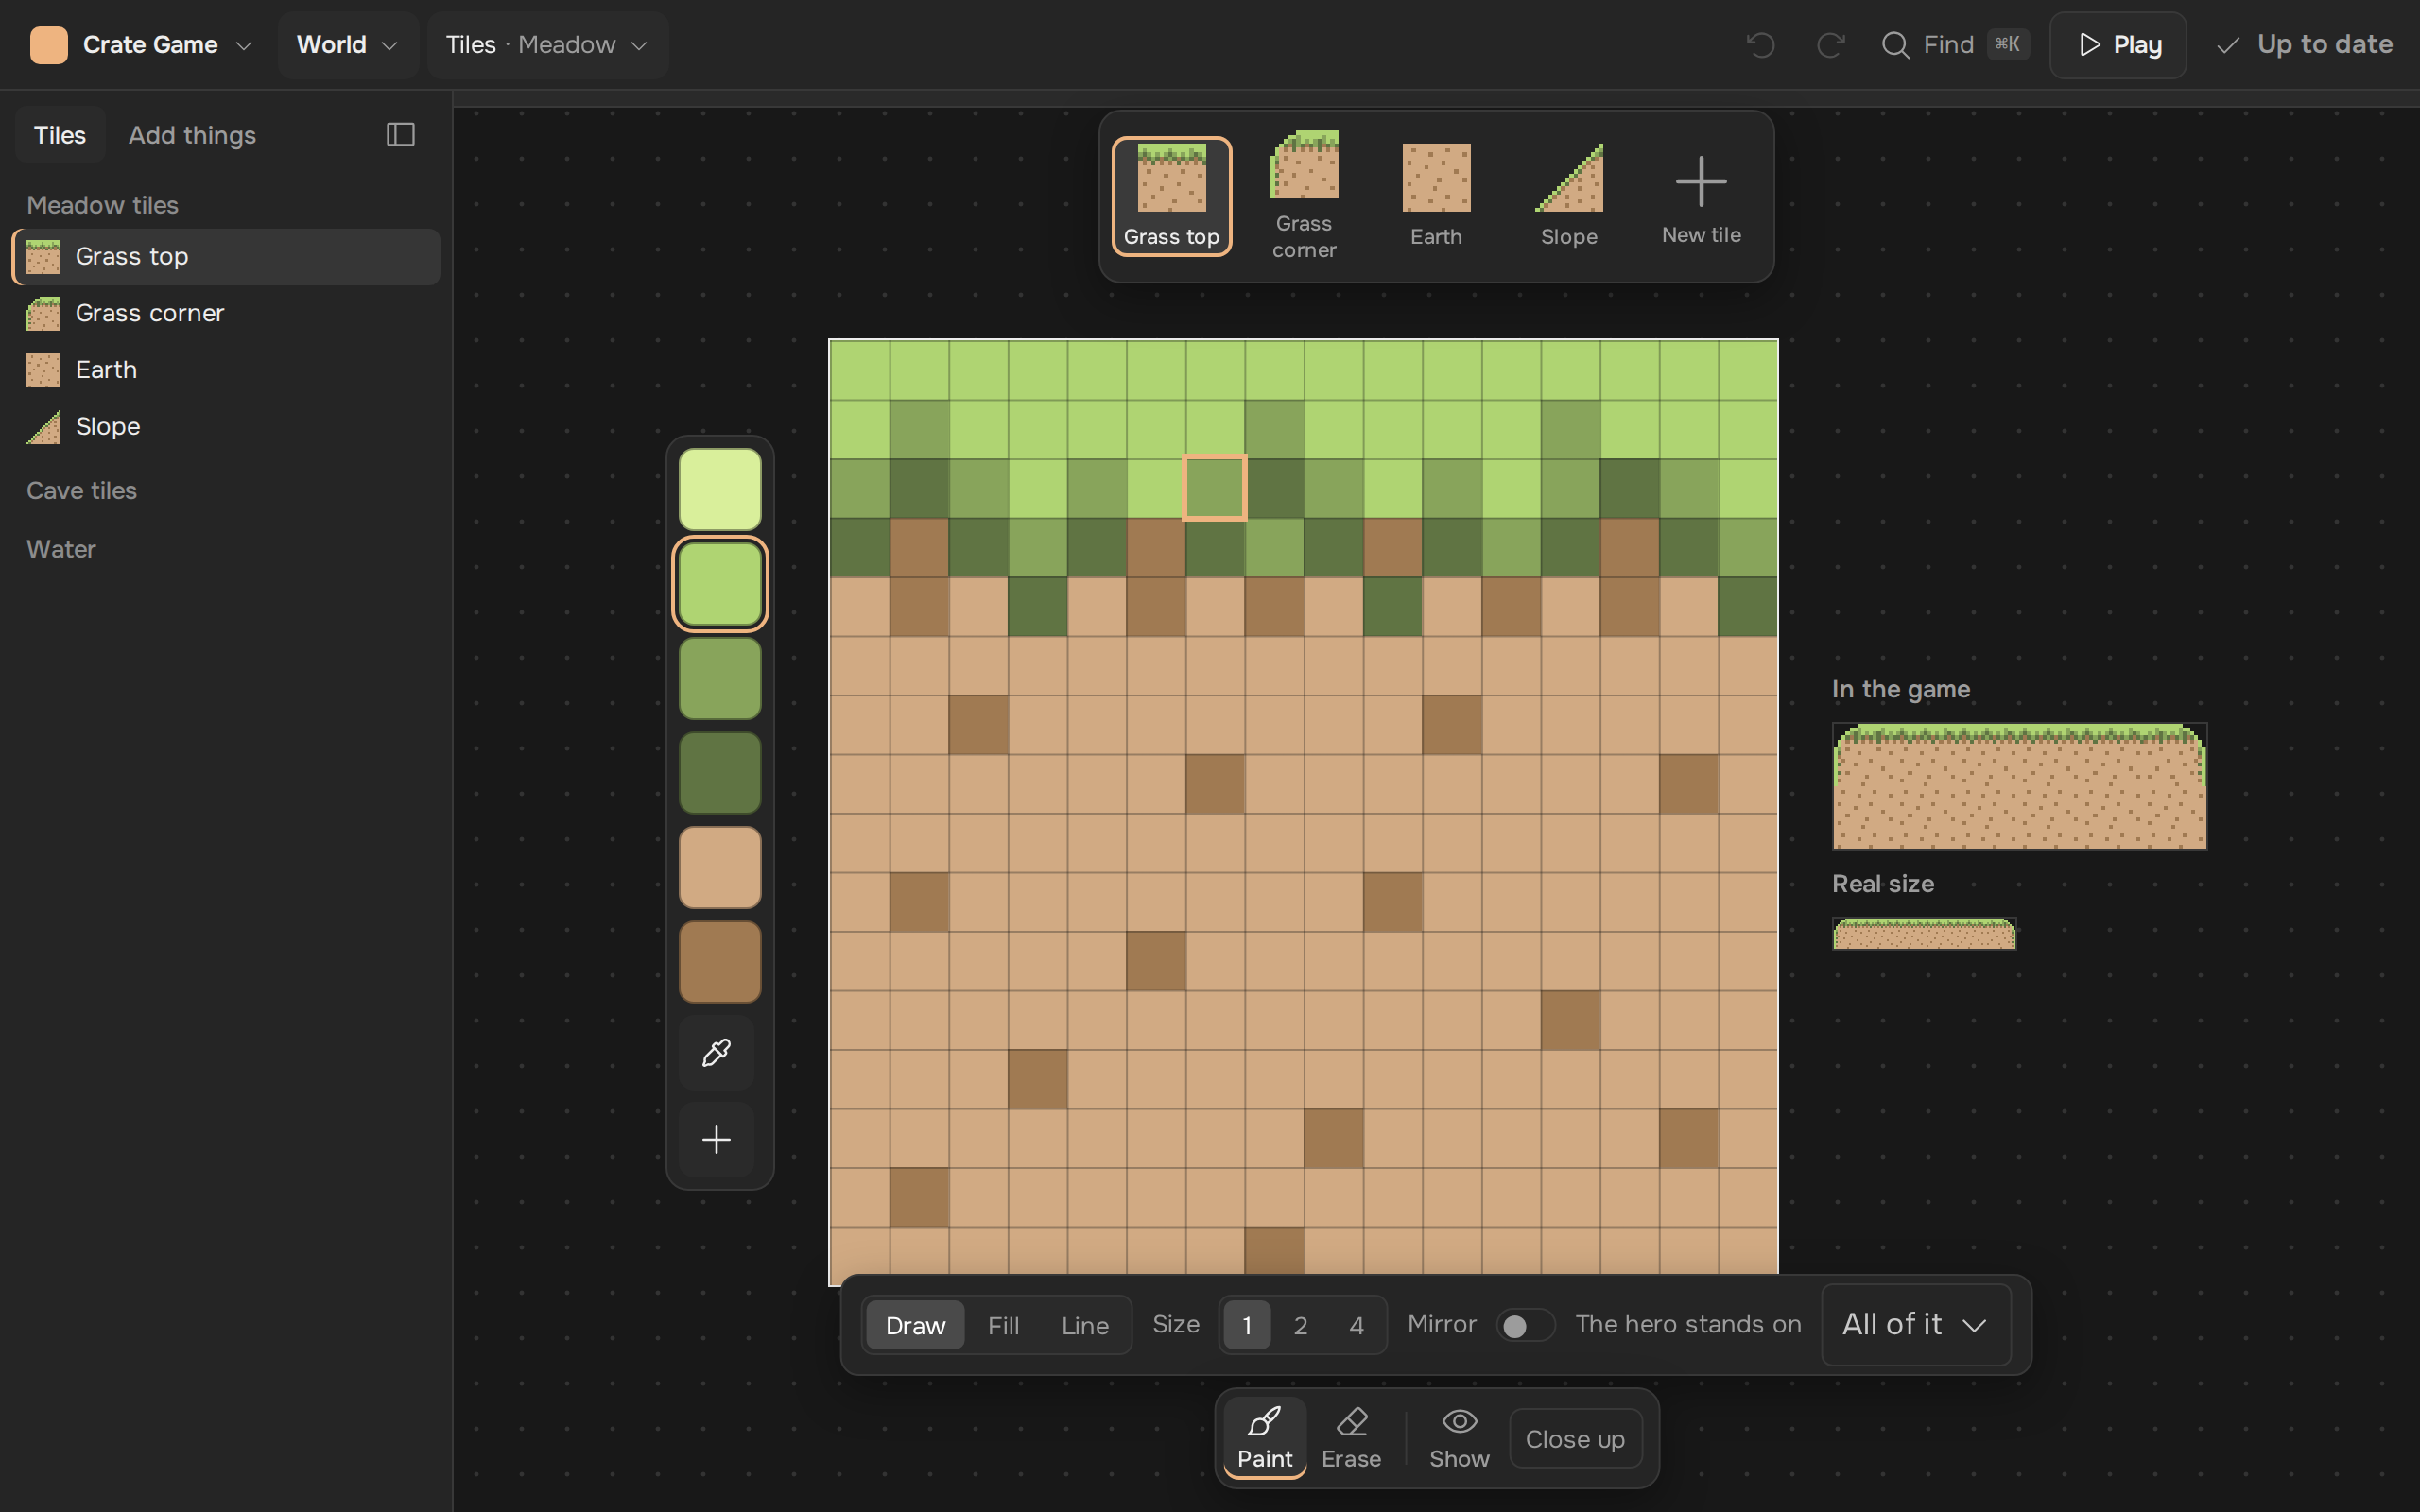 Crate Game
World
Tiles · Meadow
Find ⌘K
Play
Up to date
Tiles
Add things
Meadow tiles
Grass top
Grass corner
Earth
Slope
Cave tiles
Water
Grass top
Grass
corner
Earth
Slope
New tile
In the game
Real size
Draw
Fill
Line
Size
1
2
4
Mirror
The hero stands on
All of it
Paint
Erase
Show
Close up